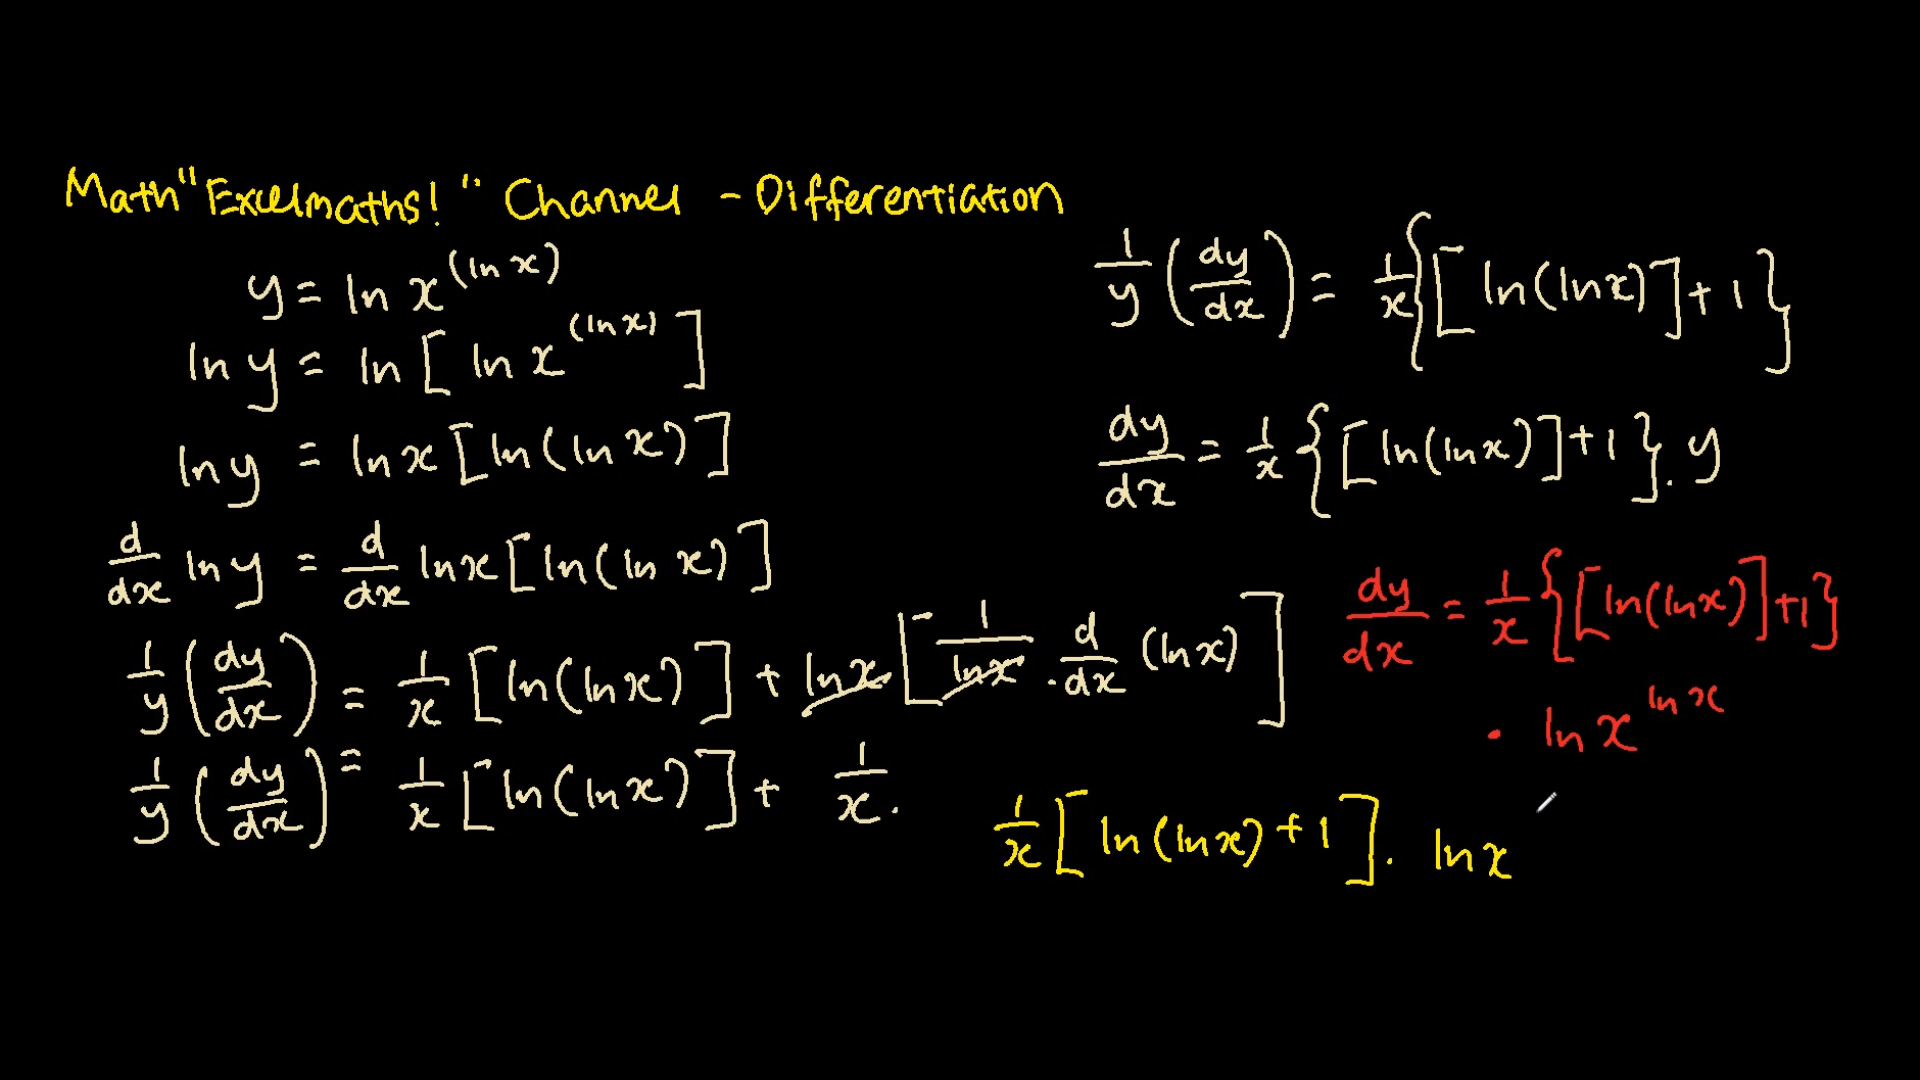 Math "Excelmaths!" Channel - Differentiation
y = ln x^(ln x)
ln y = ln [ ln x^(ln x) ]
ln y = ln x [ ln (ln x) ]
d/dx ln y = d/dx ln x [ ln (ln x) ]
1/y (dy/dx) = 1/x [ ln (ln x) ] + ln x [ 1/ln x . d/dx (ln x) ]
1/y (dy/dx) = 1/x [ ln (ln x) ] + 1/x .
1/y (dy/dx) = 1/x { [ ln (ln x) ] + 1 }
dy/dx = 1/x { [ ln (ln x) ] + 1 } . y
dy/dx = 1/x { [ ln (ln x) ] + 1 }
. ln x^ln x
1/x [ ln (ln x) + 1 ] . ln x